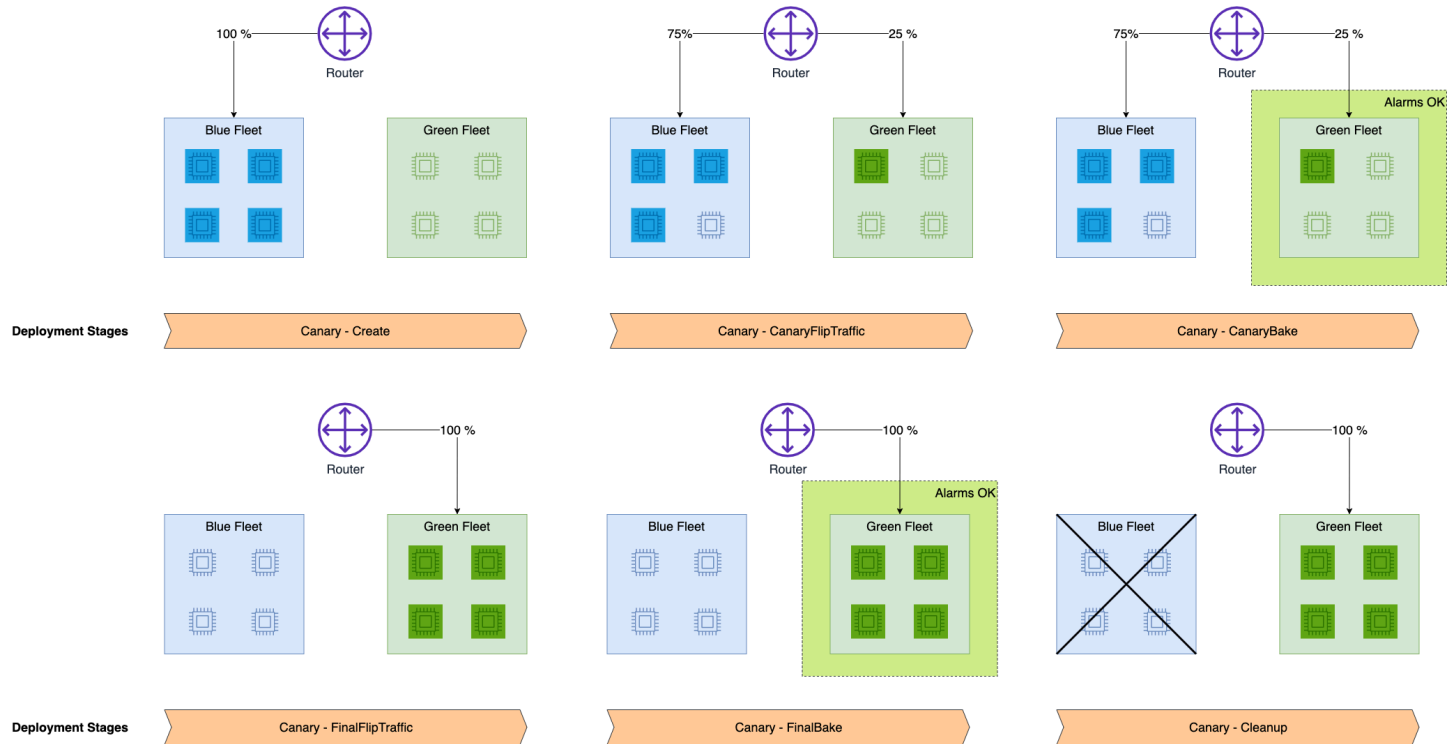 100 %
Router
Blue Fleet
Green Fleet
75%
25 %
Router
Blue Fleet
Green Fleet
75%
25 %
Router
Alarms OK
Blue Fleet
Green Fleet
Deployment Stages
Canary - Create
Canary - CanaryFlipTraffic
Canary - CanaryBake
100 %
Router
Blue Fleet
Green Fleet
100 %
Router
Alarms OK
Blue Fleet
Green Fleet
100 %
Router
Blue Fleet
Green Fleet
Deployment Stages
Canary - FinalFlipTraffic
Canary - FinalBake
Canary - Cleanup